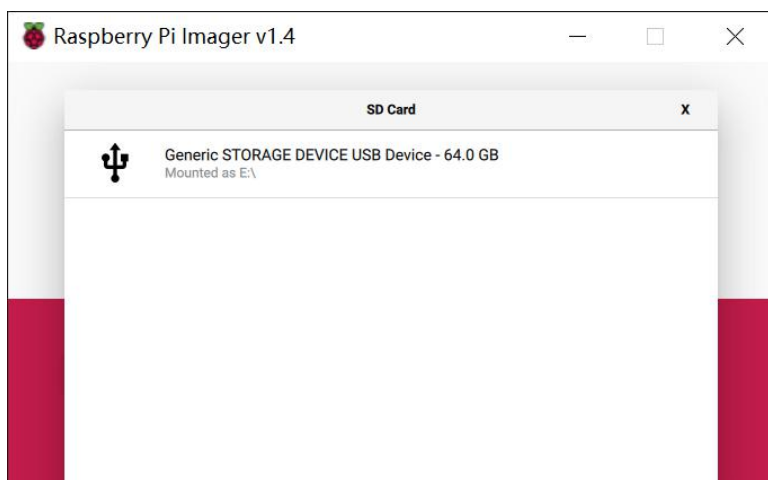 Raspberry Pi Imager v1.4
SD Card
X
Generic STORAGE DEVICE USB Device - 64.0 GB
Mounted as E:\